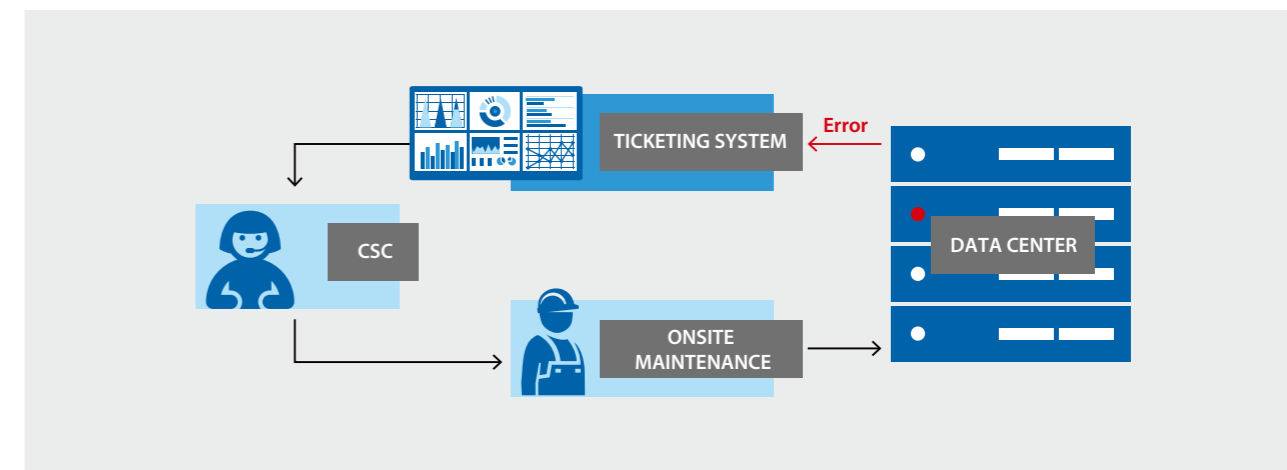 TICKETING SYSTEM
Error
CSC
DATA CENTER
ONSITE
MAINTENANCE